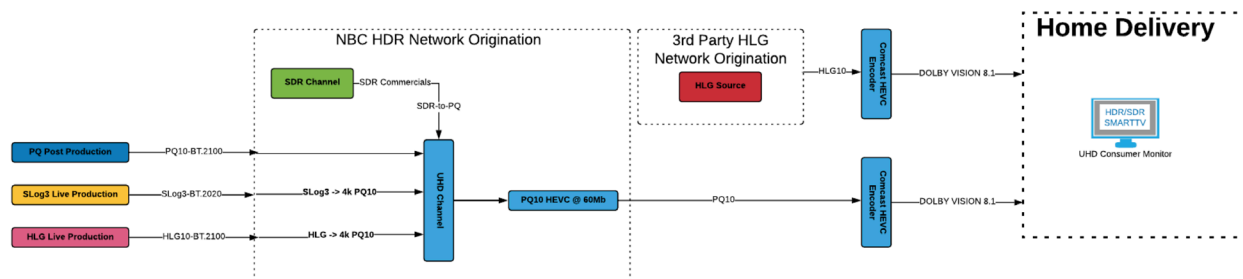 NBC HDR Network Origination
3rd Party HLG
Network Origination
Home Delivery
SDR Channel
SDR Commercials
SDR-to-PQ
HLG Source
HLG10
Comcast HEVC
Encoder
DOLBY VISION 8.1
HDR/SDR
SMARTTV
UHD Consumer Monitor
PQ Post Production
PQ10-BT.2100
SLog3 Live Production
SLog3-BT.2020
SLog3 -> 4k PQ10
HLG Live Production
HLG10-BT.2100
HLG -> 4k PQ10
UHD Channel
PQ10 HEVC @ 60Mb
PQ10
Comcast HEVC
Encoder
DOLBY VISION 8.1